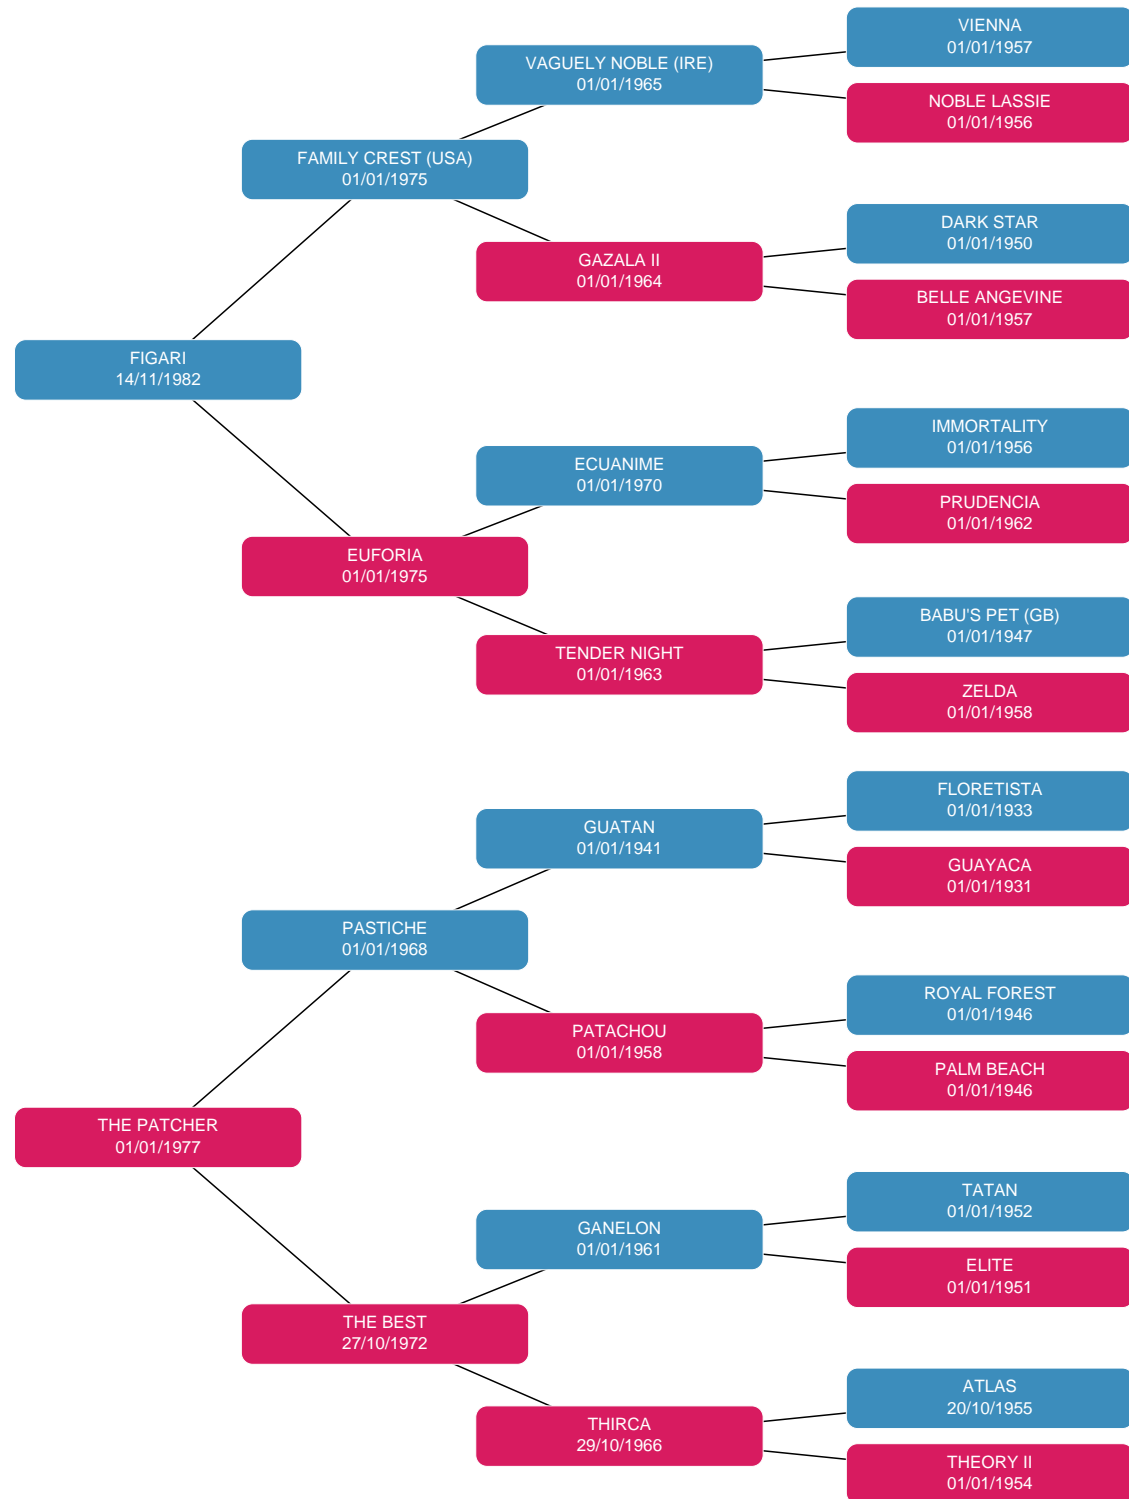 VIENNA
01/01/1957
VAGUELY NOBLE (IRE)
01/01/1965
NOBLE LASSIE
01/01/1956
FAMILY CREST (USA)
01/01/1975
DARK STAR
01/01/1950
GAZALA II
01/01/1964
BELLE ANGEVINE
01/01/1957
FIGARI
14/11/1982
IMMORTALITY
01/01/1956
ECUANIME
01/01/1970
PRUDENCIA
01/01/1962
EUFORIA
01/01/1975
BABU'S PET (GB)
01/01/1947
TENDER NIGHT
01/01/1963
ZELDA
01/01/1958
FLORETISTA
01/01/1933
GUATAN
01/01/1941
GUAYACA
01/01/1931
PASTICHE
01/01/1968
ROYAL FOREST
01/01/1946
PATACHOU
01/01/1958
PALM BEACH
01/01/1946
THE PATCHER
01/01/1977
TATAN
01/01/1952
GANELON
01/01/1961
ELITE
01/01/1951
THE BEST
27/10/1972
ATLAS
20/10/1955
THIRCA
29/10/1966
THEORY II
01/01/1954